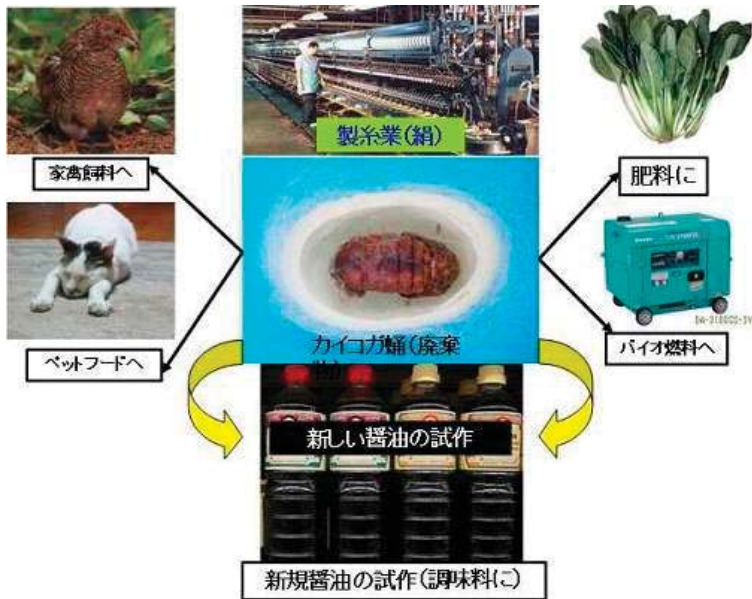 製糸業(絹)
家禽飼料へ
肥料に
カイコガ蛹(廃棄
物)
ペットフードへ
バイオ燃料へ
新しい醤油の試作
新規醤油の試作(調味料に)